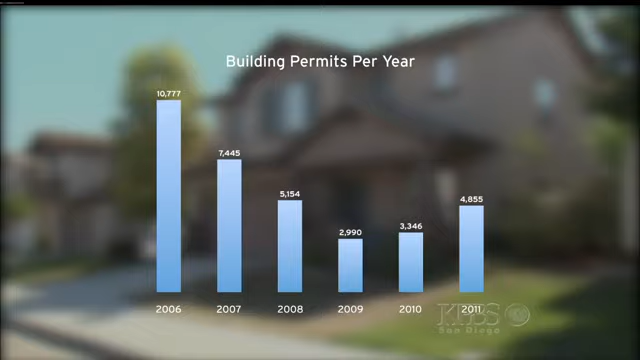 Building Permits Per Year
10,777
7,445
5,154
2,990
3,346
4,855
2006 2007 2008 2009 2010 2011
KPBS
San Diego